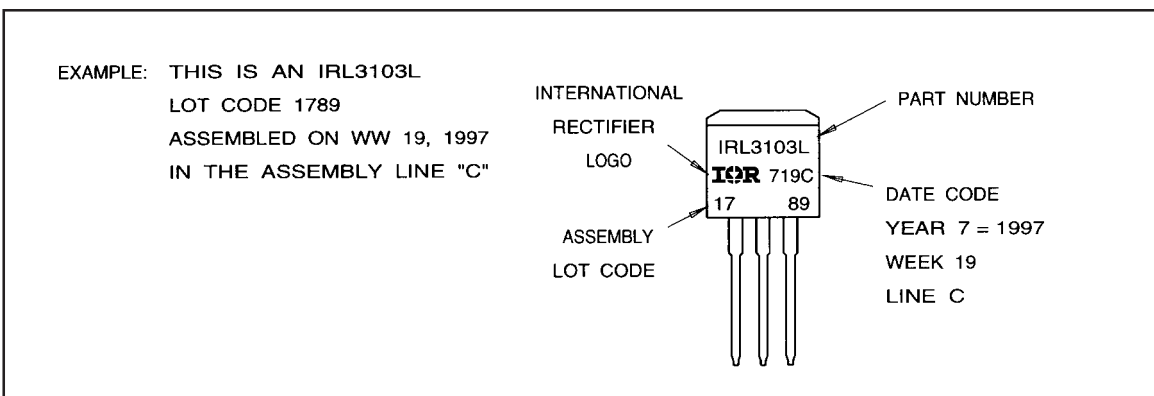 EXAMPLE: THIS IS AN IRL3103L
LOT CODE 1789
ASSEMBLED ON WW 19, 1997
IN THE ASSEMBLY LINE "C"
INTERNATIONAL
RECTIFIER
LOGO
PART NUMBER
IRL3103L
IOR 719C
17 89
ASSEMBLY
LOT CODE
DATE CODE
YEAR 7 = 1997
WEEK 19
LINE C